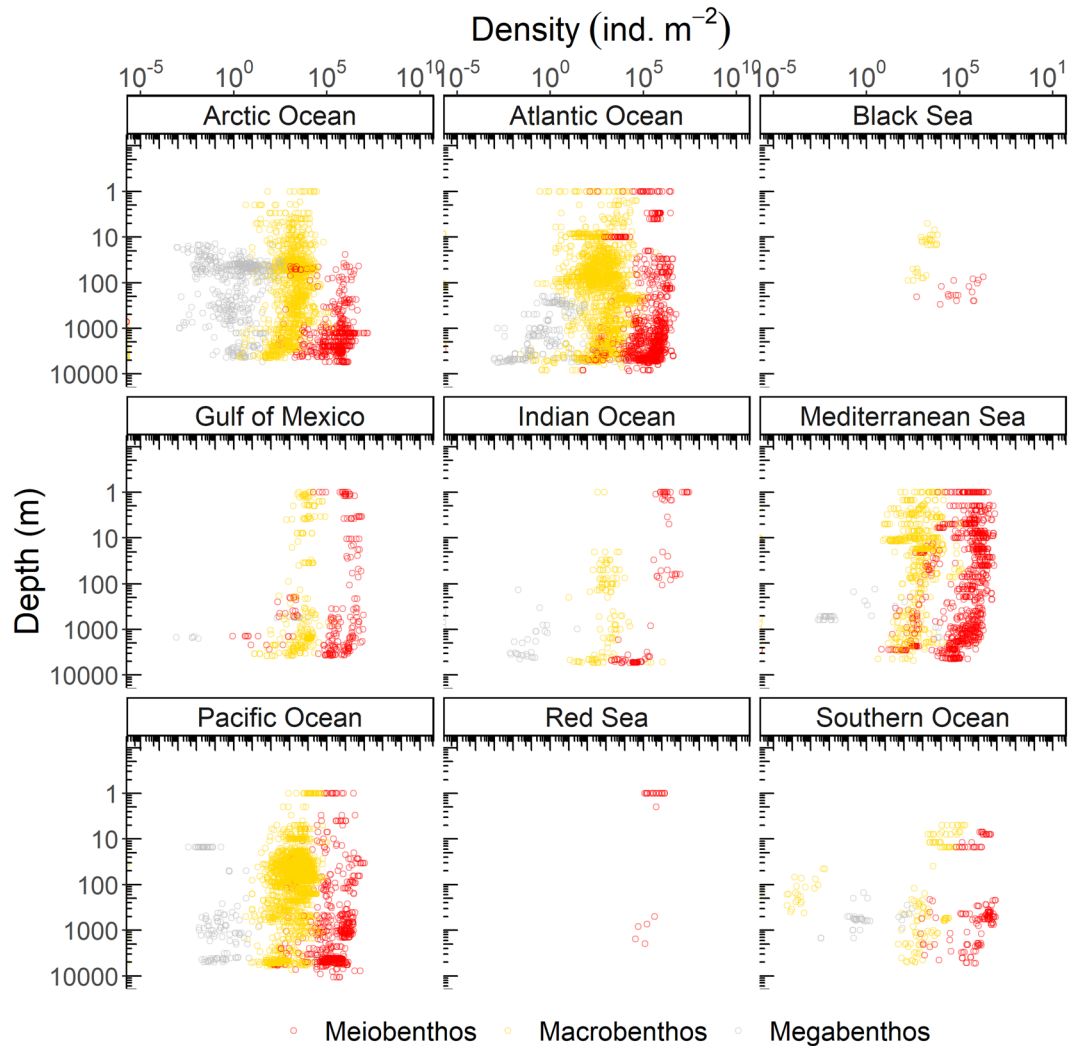 Density (ind. m⁻²)
10⁻⁵ 10⁰ 10⁵ 10¹⁰ 10⁻⁵ 10⁰ 10⁵ 10¹⁰ 10⁻⁵ 10⁰ 10⁵ 10¹
Arctic Ocean Atlantic Ocean Black Sea
1
10
100
1000
10000
Gulf of Mexico Indian Ocean Mediterranean Sea
Depth (m)
1
10
100
1000
10000
Pacific Ocean Red Sea Southern Ocean
1
10
100
1000
10000
Meiobenthos Macrobenthos Megabenthos